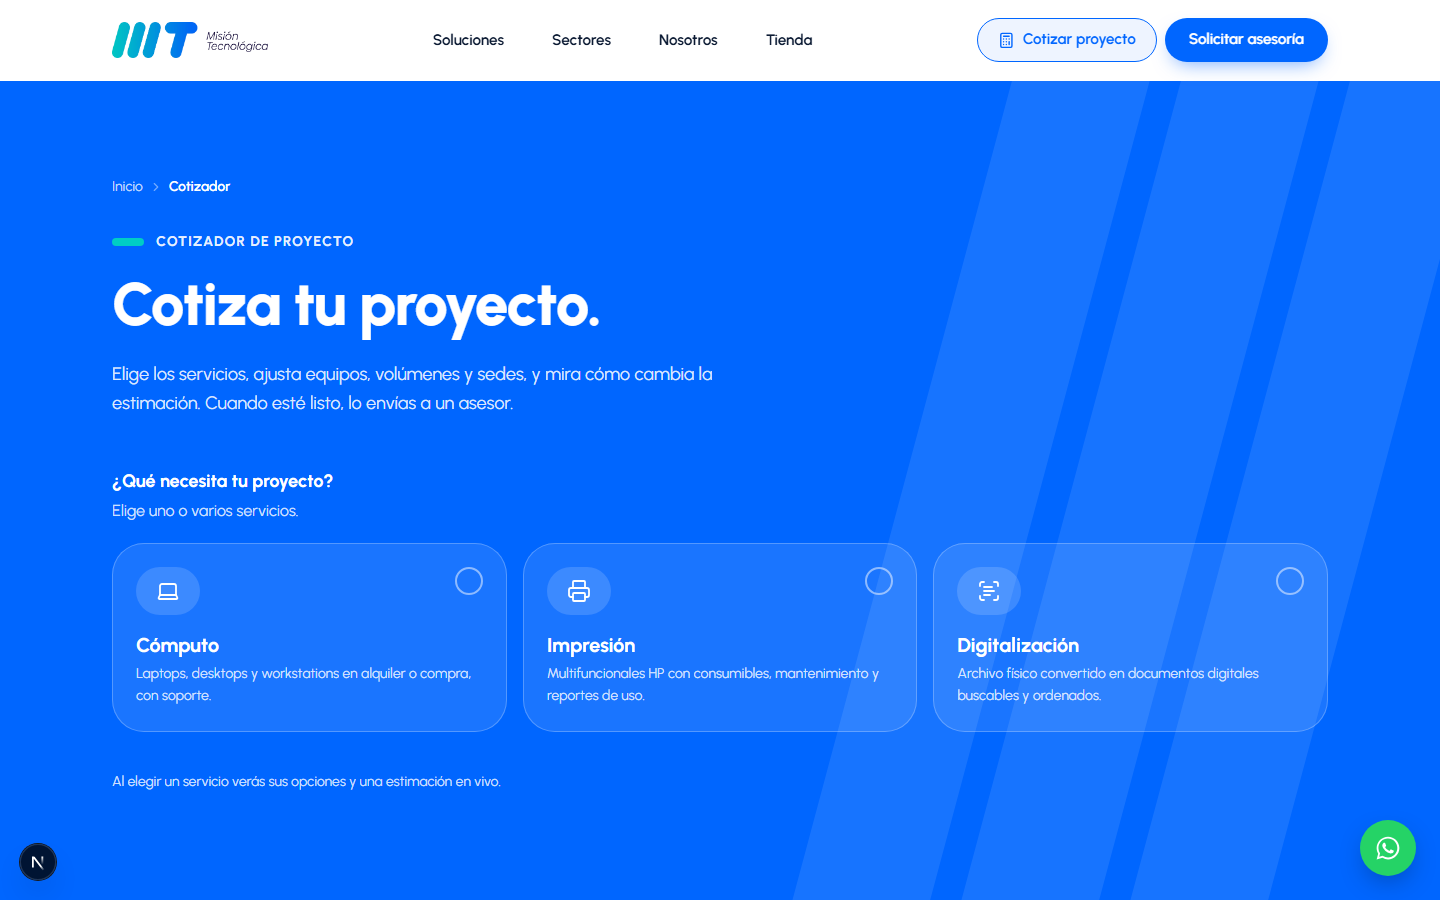 Misión
Tecnológica
Soluciones
Sectores
Nosotros
Tienda
Cotizar proyecto
Solicitar asesoría
Inicio
Cotizador
COTIZADOR DE PROYECTO
Cotiza tu proyecto.
Elige los servicios, ajusta equipos, volúmenes y sedes, y mira cómo cambia la
estimación. Cuando esté listo, lo envías a un asesor.
¿Qué necesita tu proyecto?
Elige uno o varios servicios.
Cómputo
Laptops, desktops y workstations en alquiler o compra,
con soporte.
Impresión
Multifuncionales HP con consumibles, mantenimiento y
reportes de uso.
Digitalización
Archivo físico convertido en documentos digitales
buscables y ordenados.
Al elegir un servicio verás sus opciones y una estimación en vivo.
N